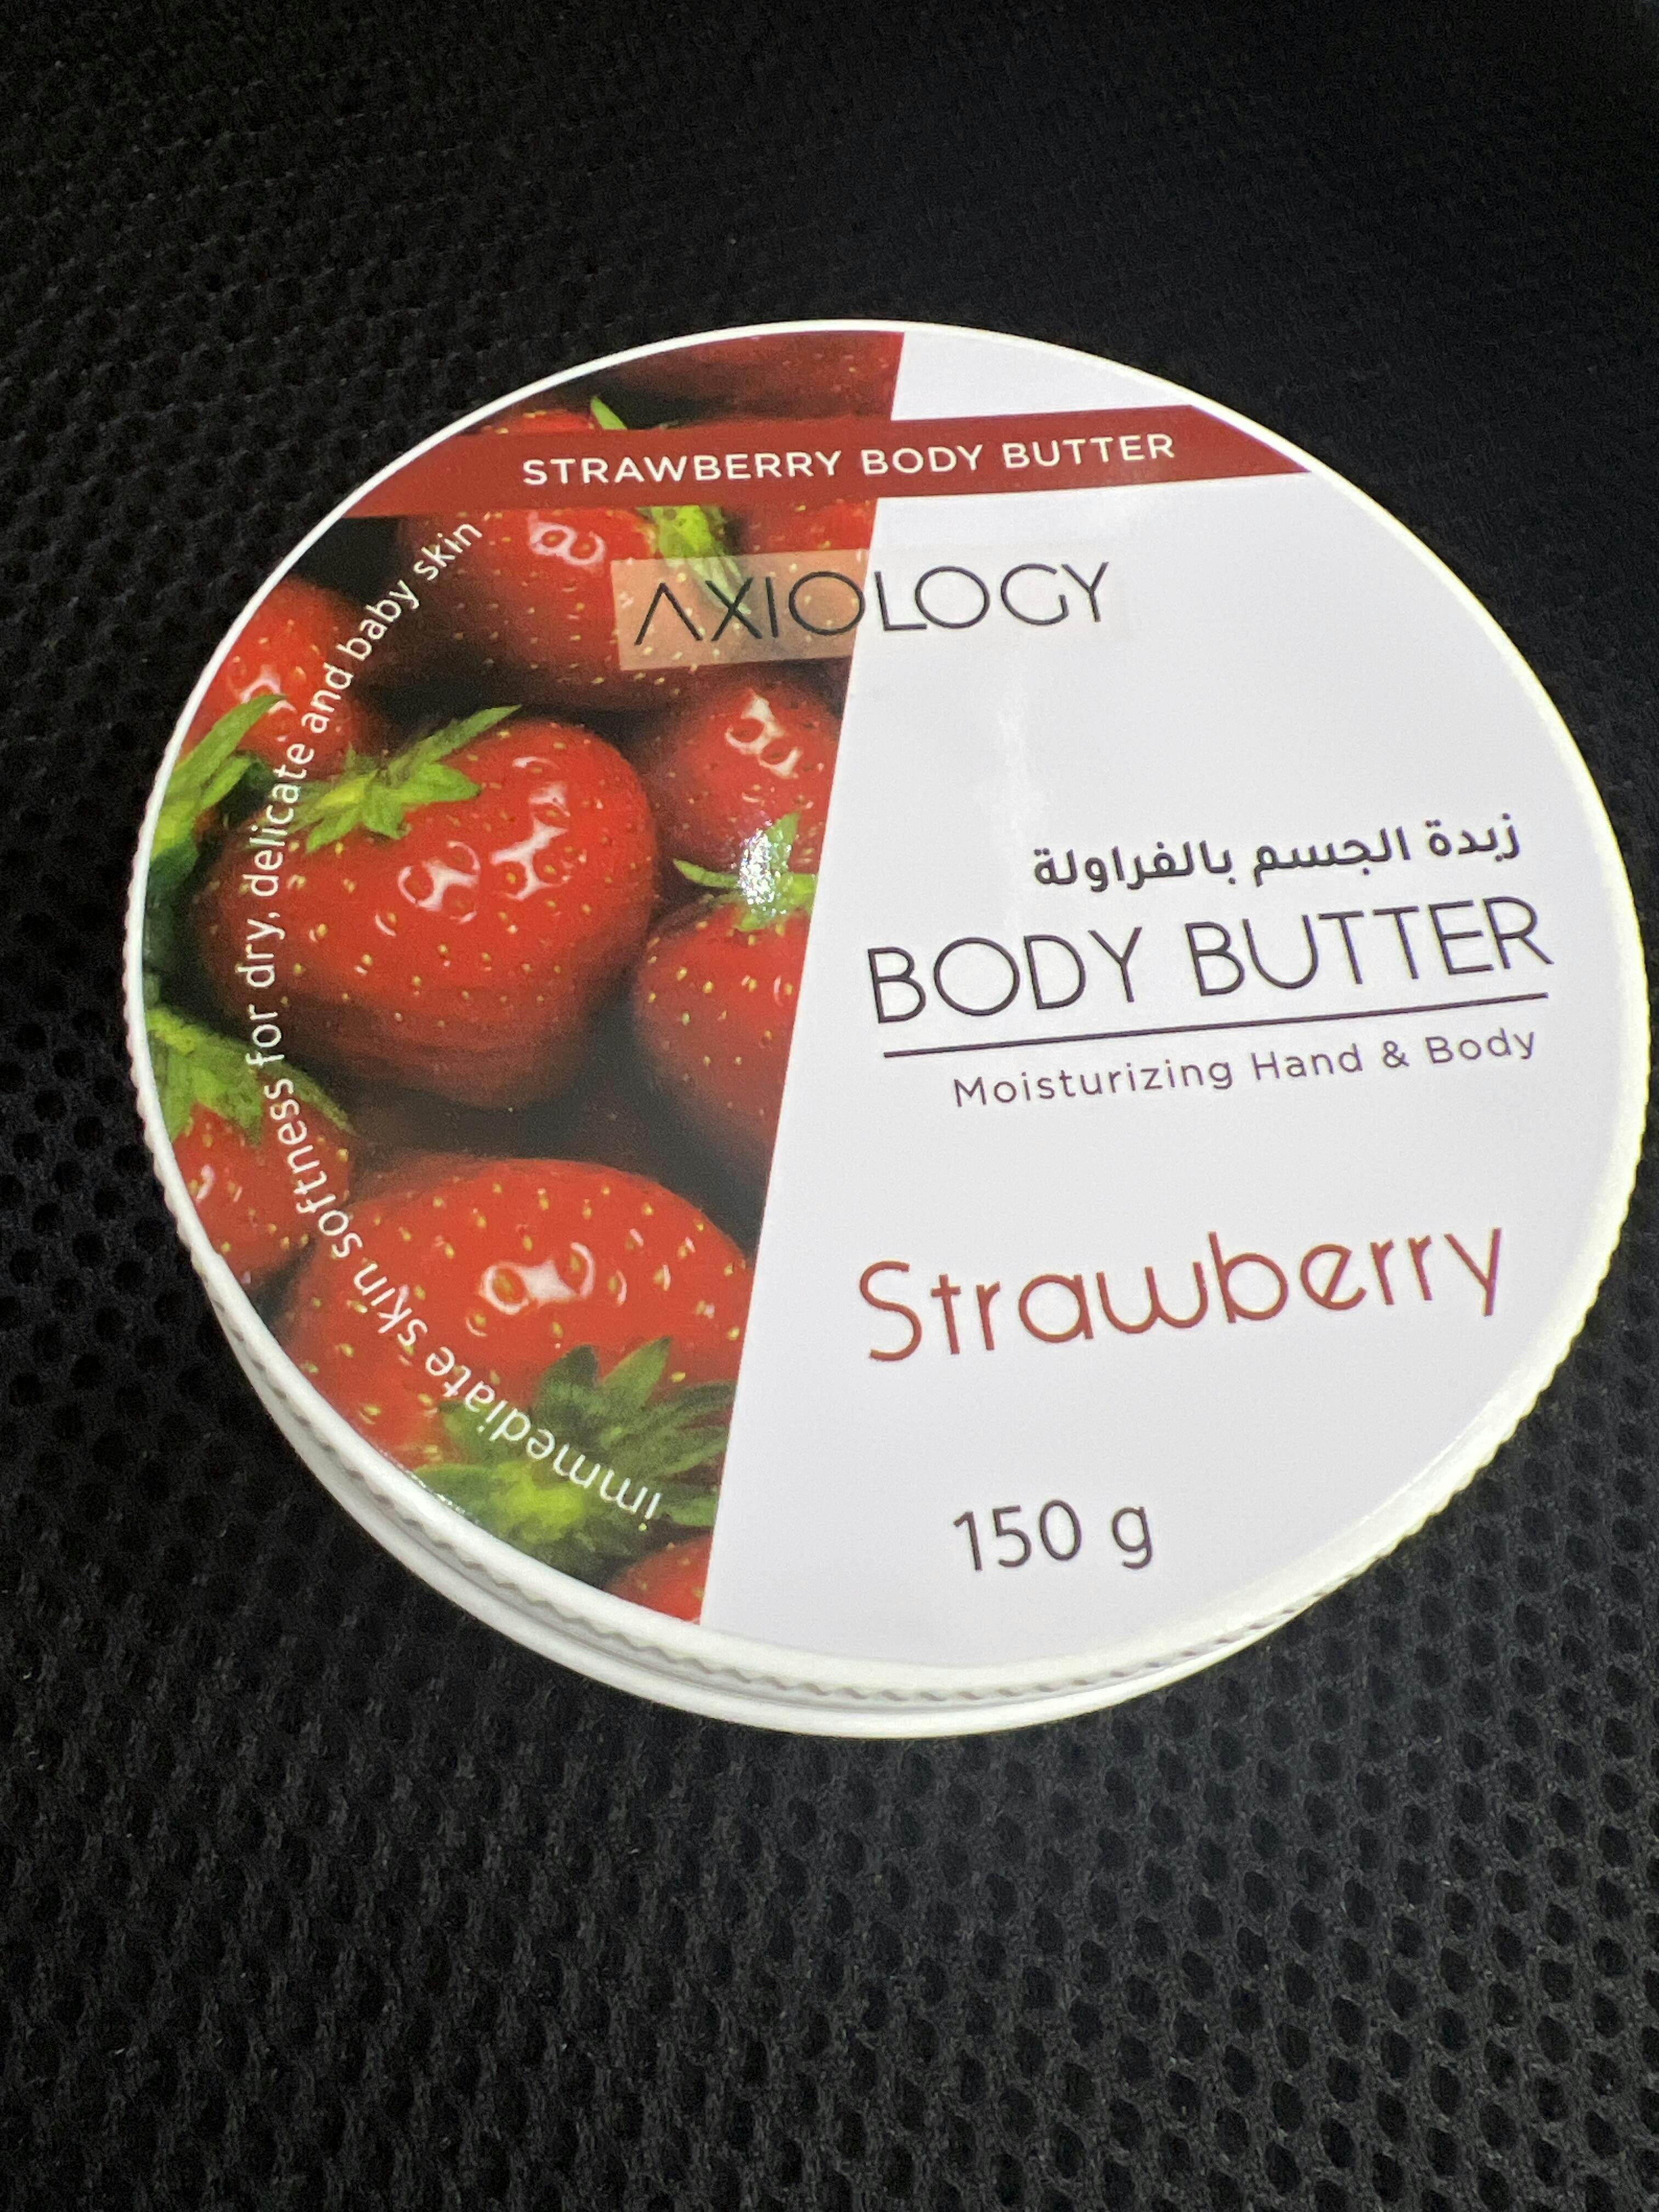 STRAWBERRY BODY BUTTER
AXIOLOGY
immediate skin softness for dry, delicate and baby skin
زبدة الجسم بالفراولة
BODY BUTTER
Moisturizing Hand & Body
Strawberry
150 g